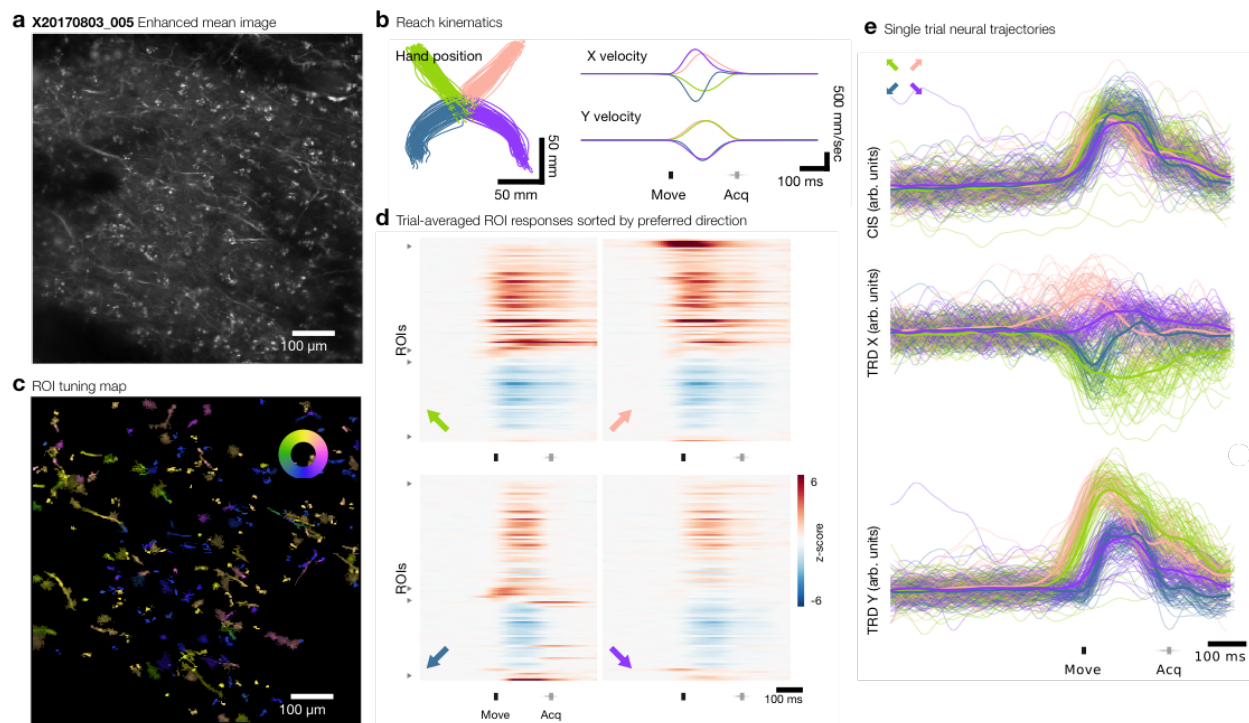 a X20170803_005 Enhanced mean image
100 µm
b Reach kinematics
Hand position
X velocity
Y velocity
500 mm/sec
50 mm
50 mm
100 ms
Move
Acq
c ROI tuning map
100 µm
d Trial-averaged ROI responses sorted by preferred direction
ROIs
ROIs
6
z-score
-6
100 ms
Move
Acq
e Single trial neural trajectories
CIS (arb. units)
TRD X (arb. units)
TRD Y (arb. units)
100 ms
Move
Acq